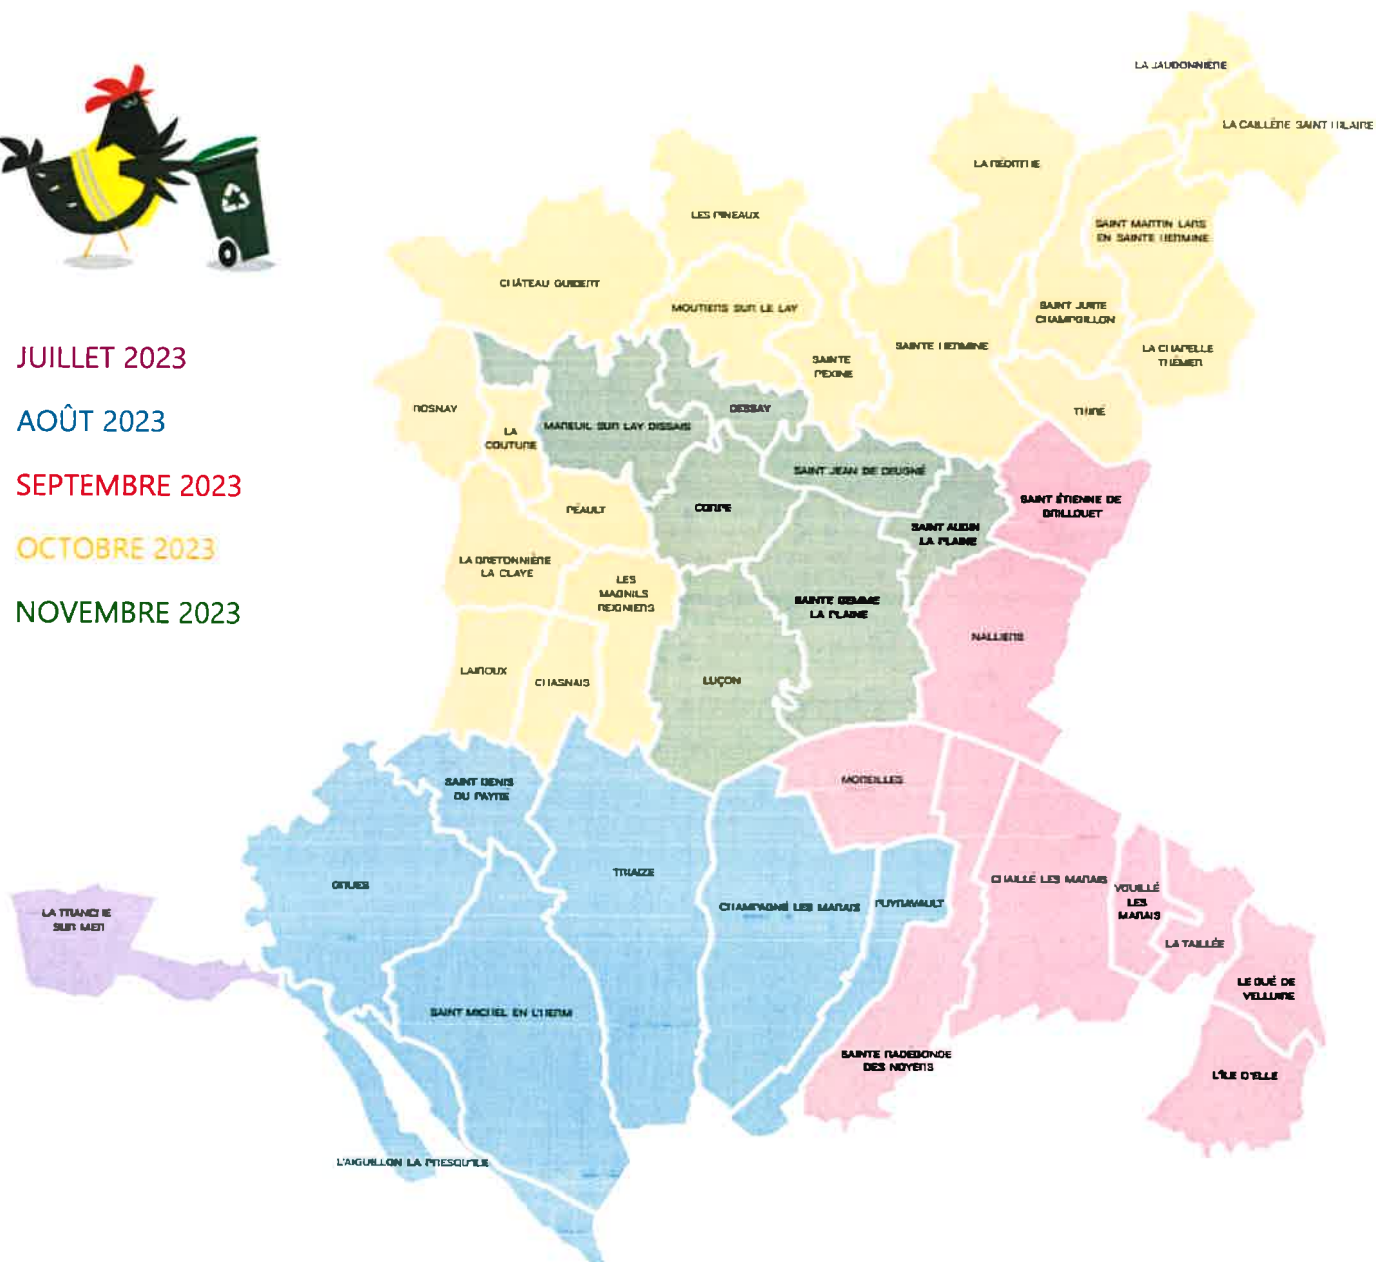 LA JAUDONNIÈRE
LA CAILLÈRE SAINT HILAIRE
LA RÉORTHE
LES PINEAUX
SAINT MARTIN LARS
EN SAINTE HERMINE
CHÂTEAU GUIBERT
MOUTIERS SUR LE LAY
SAINT JUIRE
CHAMPGILLON
SAINTE HERMINE
LA CHAPELLE
THÉMER
SAINTE
PEXINE
JUILLET 2023
AOÛT 2023
SEPTEMBRE 2023
OCTOBRE 2023
NOVEMBRE 2023
ROSNAY
LA
COUTURE
MAREUIL SUR LAY DISSAIS
BESSAY
THIRÉ
SAINT JEAN DE BEUGNÉ
PÉAULT
CORPE
SAINT AUBIN
LA PLAINE
SAINT ÉTIENNE DE
BRILLOUET
LA BRETONNIÈRE
LA CLAYE
LES
MAGNILS
REIGNIERS
SAINTE GEMME
LA PLAINE
NALLIERS
LAIROUX
CHASNAIS
LUÇON
SAINT DENIS
DU PAYRÉ
MOREILLES
GRUES
TRIAIZE
CHAMPAGNÉ LES MARAIS
PUYRAVAULT
CHAILLÉ LES MARAIS
VOUILLÉ
LES
MARAIS
LA TAILLÉE
LA TRANCHE
SUR MER
LE GUÉ DE
VELLUIRE
SAINT MICHEL EN L'HERM
SAINTE RADEGONDE
DES NOYERS
L'ÎLE D'ELLE
L'AIGUILLON LA PRESQU'ILE